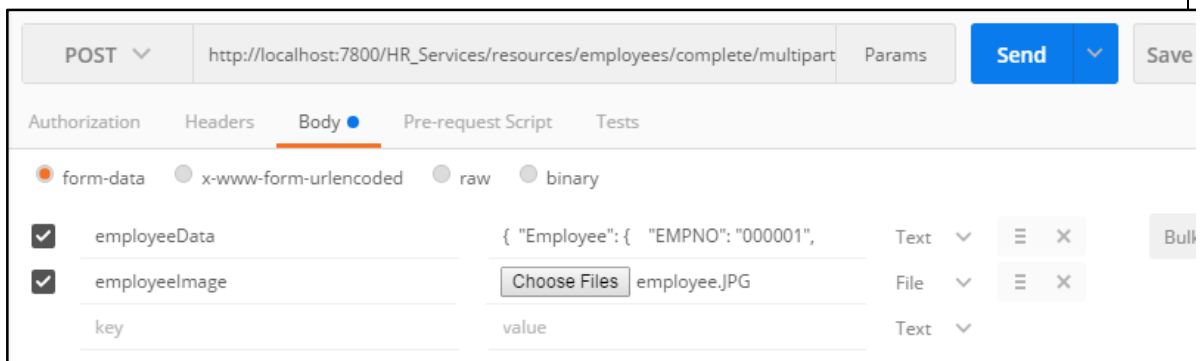 POST http://localhost:7800/HR_Services/resources/employees/complete/multipart Params Send Save
Authorization Headers Body Pre-request Script Tests
form-data x-www-form-urlencoded raw binary
employeeData { "Employee": { "EMPNO": "000001", Text Bulk
employeeImage Choose Files employee.JPG File
key value Text